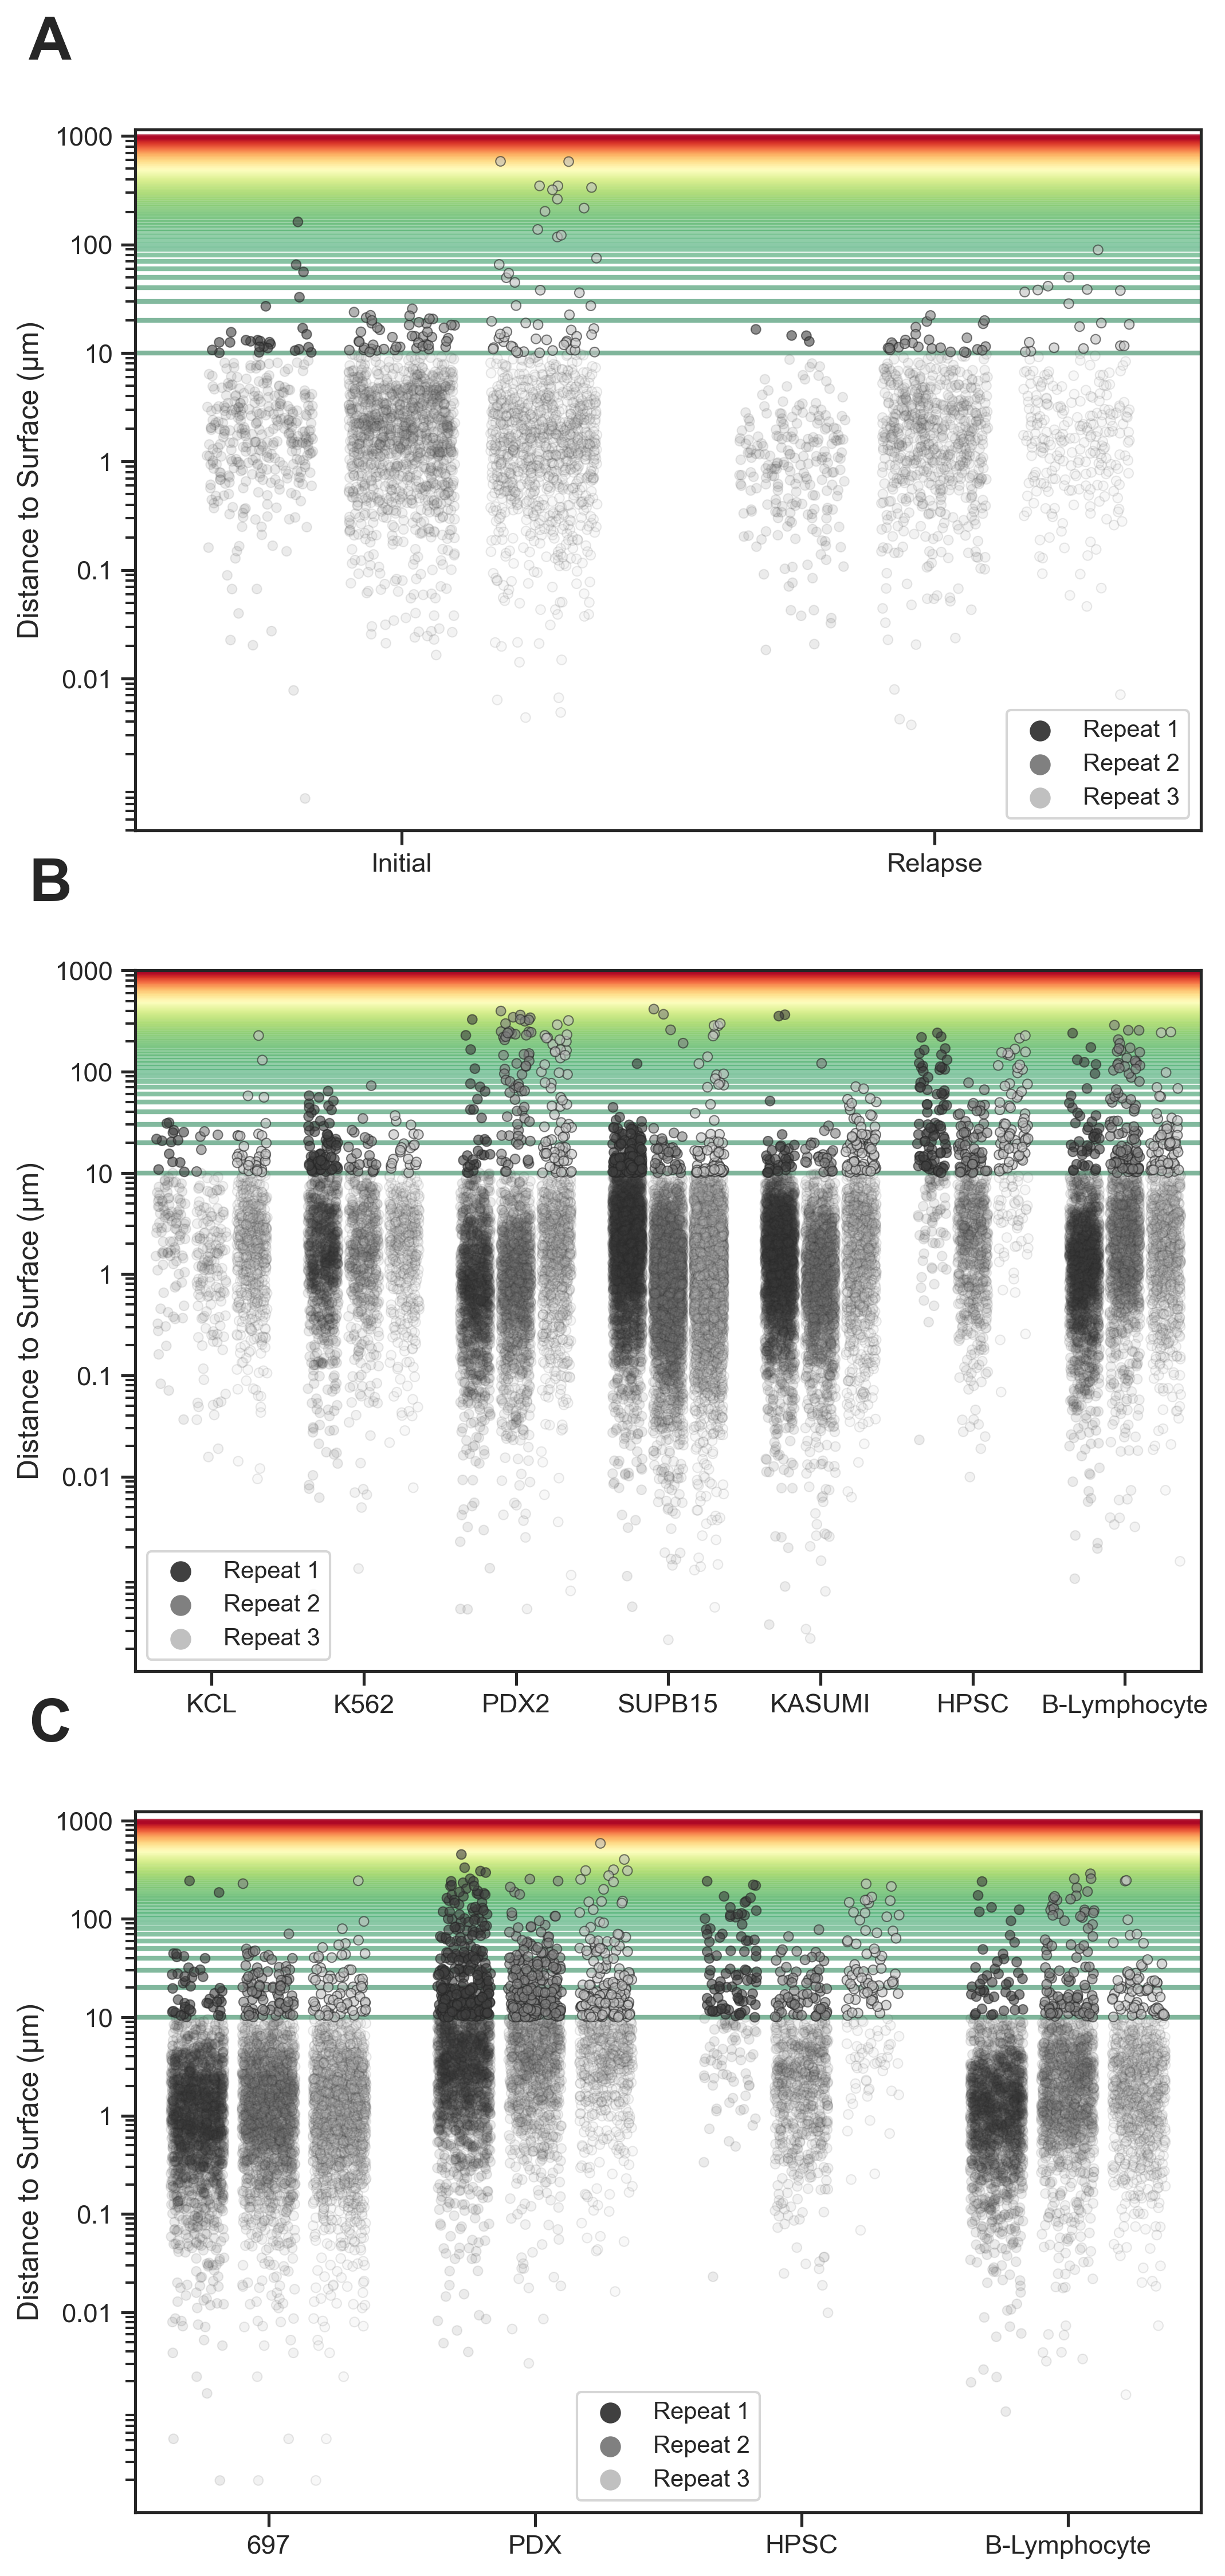 A
Distance to Surface (µm)
1000
100
10
1
0.1
0.01
Repeat 1
Repeat 2
Repeat 3
Initial Relapse
B
Distance to Surface (µm)
1000
100
10
1
0.1
0.01
Repeat 1
Repeat 2
Repeat 3
KCL K562 PDX2 SUPB15 KASUMI HPSC B-Lymphocyte
C
Distance to Surface (µm)
1000
100
10
1
0.1
0.01
Repeat 1
Repeat 2
Repeat 3
697 PDX HPSC B-Lymphocyte